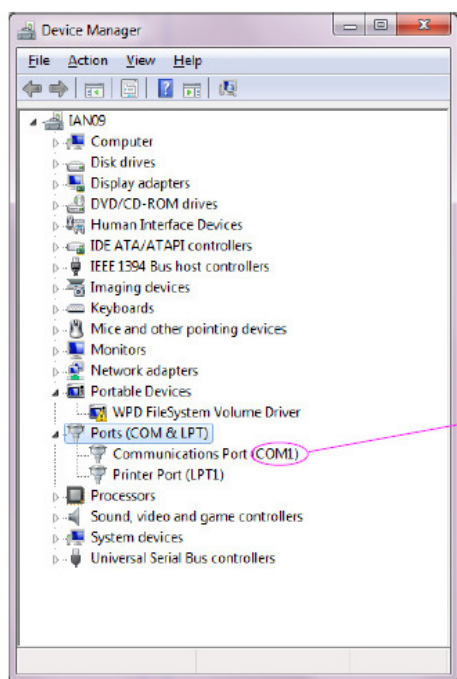 Device Manager
File Action View Help
IAN09
Computer
Disk drives
Display adapters
DVD/CD-ROM drives
Human Interface Devices
IDE ATA/ATAPI controllers
IEEE 1394 Bus host controllers
Imaging devices
Keyboards
Mice and other pointing devices
Monitors
Network adapters
Portable Devices
WPD FileSystem Volume Driver
Ports (COM & LPT)
Communications Port (COM1)
Printer Port (LPT1)
Processors
Sound, video and game controllers
System devices
Universal Serial Bus controllers